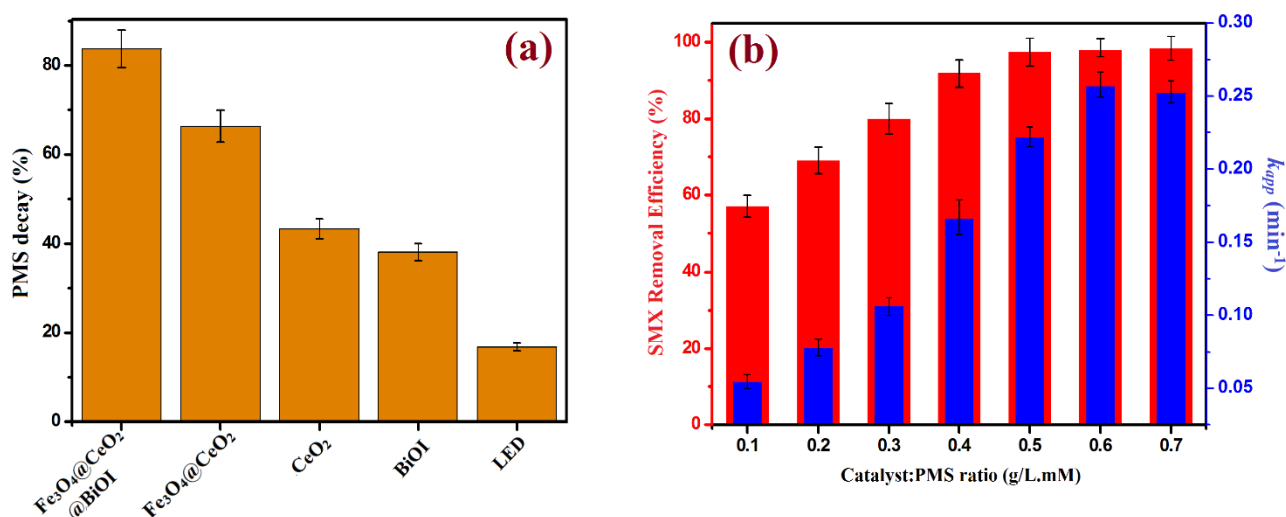 (a)
PMS decay (%)
80
60
40
20
0
Fe₃O₄@CeO₂
@BiOI
Fe₃O₄@CeO₂
CeO₂
BiOI
LED
(b)
SMX Removal Efficiency (%)
100
80
60
40
20
0
0.1 0.2 0.3 0.4 0.5 0.6 0.7
Catalyst:PMS ratio (g/L.mM)
0.30
0.25
0.20
0.15
0.10
0.05
k_app (min⁻¹)